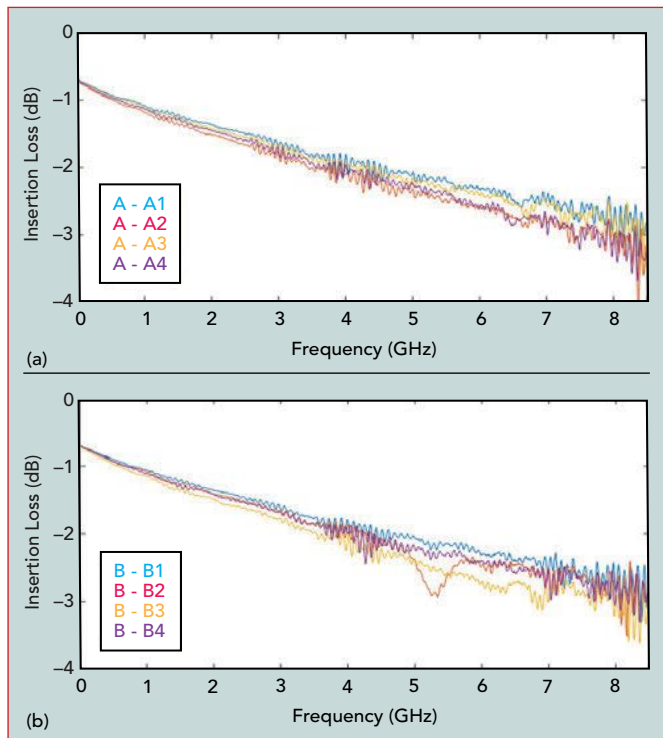 0
−1
−2
−3
−4
Insertion Loss (dB)
A - A1
A - A2
A - A3
A - A4
0 1 2 3 4 5 6 7 8
Frequency (GHz)
(a)
0
−1
−2
−3
−4
Insertion Loss (dB)
B - B1
B - B2
B - B3
B - B4
0 1 2 3 4 5 6 7 8
Frequency (GHz)
(b)